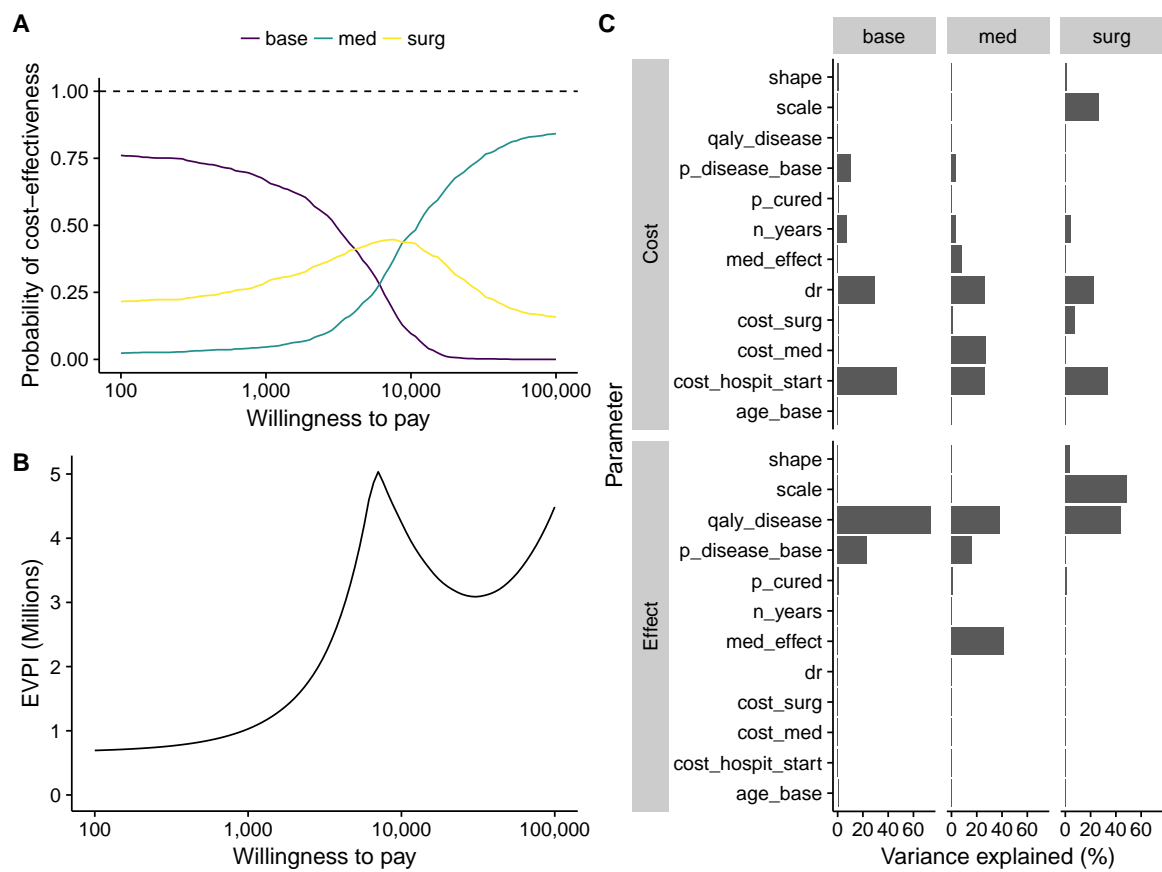 A
base med surg
Probability of cost−effectiveness
1.00
0.75
0.50
0.25
0.00
100 1,000 10,000 100,000
Willingness to pay
B
EVPI (Millions)
5
4
3
2
1
0
100 1,000 10,000 100,000
Willingness to pay
C
base med surg
Parameter
Cost
shape
scale
qaly_disease
p_disease_base
p_cured
n_years
med_effect
dr
cost_surg
cost_med
cost_hospit_start
age_base
Effect
shape
scale
qaly_disease
p_disease_base
p_cured
n_years
med_effect
dr
cost_surg
cost_med
cost_hospit_start
age_base
0 20 40 60 0 20 40 60 0 20 40 60
Variance explained (%)